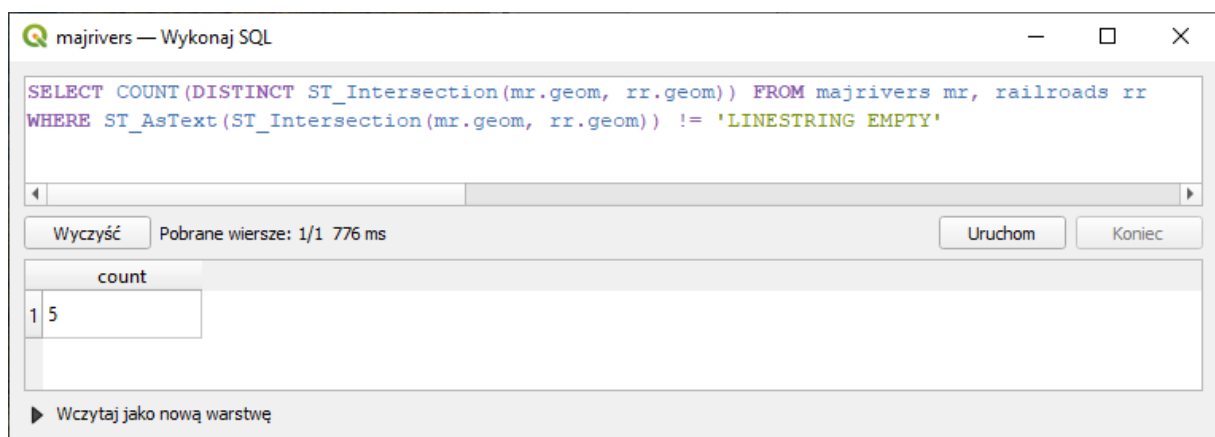 majrivers — Wykonaj SQL
SELECT COUNT(DISTINCT ST_Intersection(mr.geom, rr.geom)) FROM majrivers mr, railroads rr
WHERE ST_AsText(ST_Intersection(mr.geom, rr.geom)) != 'LINESTRING EMPTY'
Wyczyść Pobrane wiersze: 1/1 776 ms Uruchom Koniec
count
1 5
Wczytaj jako nową warstwę